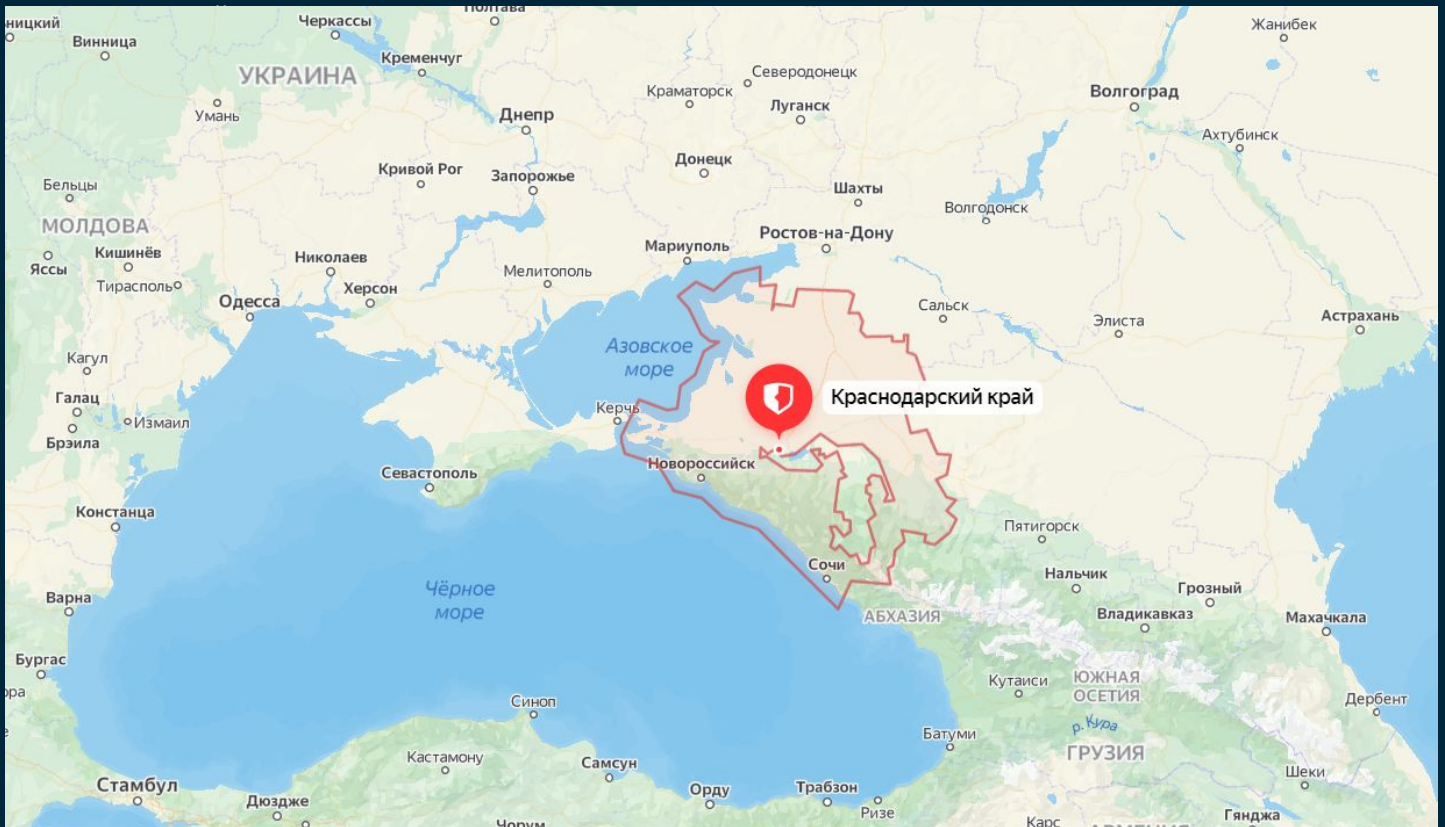 ницкий
Черкассы
Полтава
Жанибек
Винница
Кременчуг
УКРАИНА
Северодонецк
Краматорск
Волгоград
Умань
Луганск
Днепр
Ахтубинск
Донецк
Кривой Рог
Запорожье
Бельцы
Шахты
Волгодонск
МОЛДОВА
Ростов-на-Дону
Мариуполь
Кишинёв
Николаев
Яссы
Мелитополь
Тирасполь
Херсон
Одесса
Сальск
Астрахань
Элиста
Азовское
море
Кагул
Галац
Краснодарский край
Керчь
Измаил
Брэила
Новороссийск
Севастополь
Констанца
Пятигорск
Сочи
Нальчик
Чёрное
море
Грозный
Варна
АБХАЗИЯ
Владикавказ
Махачкала
Бургас
Кутаиси
ЮЖНАЯ
ОСЕТИЯ
ра
Синоп
Дербент
р. Кура
Батуми
ГРУЗИЯ
Кастамону
Самсун
Шеки
Стамбул
Орду
Трабзон
Дюздже
Ризе
Гянджа
Чорум
Карс
АРМЕНИЯ